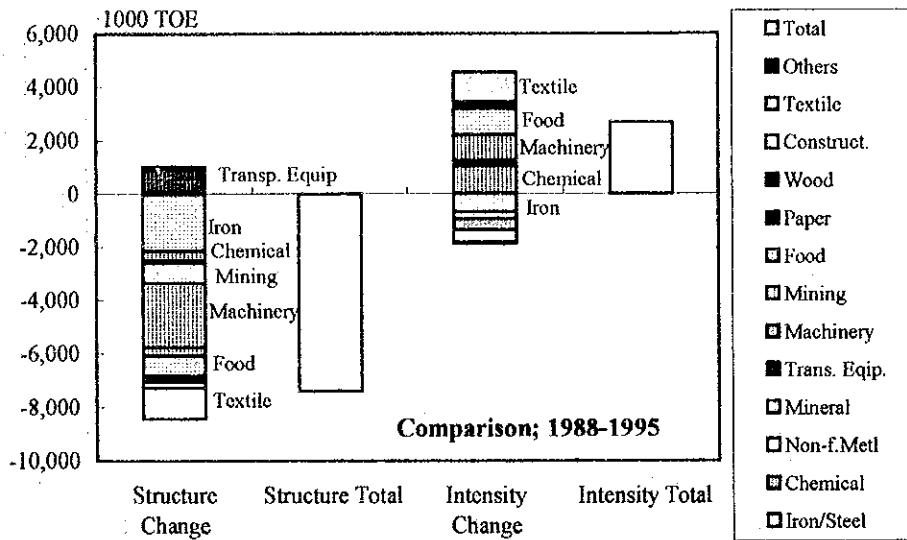 1000 TOE
6,000
4,000
2,000
0
-2,000
-4,000
-6,000
-8,000
-10,000
Transp. Equip
Iron
Chemical
Mining
Machinery
Food
Textile
Textile
Food
Machinery
Chemical
Iron
Comparison; 1988-1995
Structure
Change
Structure Total
Intensity
Change
Intensity Total
Total
Others
Textile
Construct.
Wood
Paper
Food
Mining
Machinery
Trans. Eqip.
Mineral
Non-f.Metl
Chemical
Iron/Steel